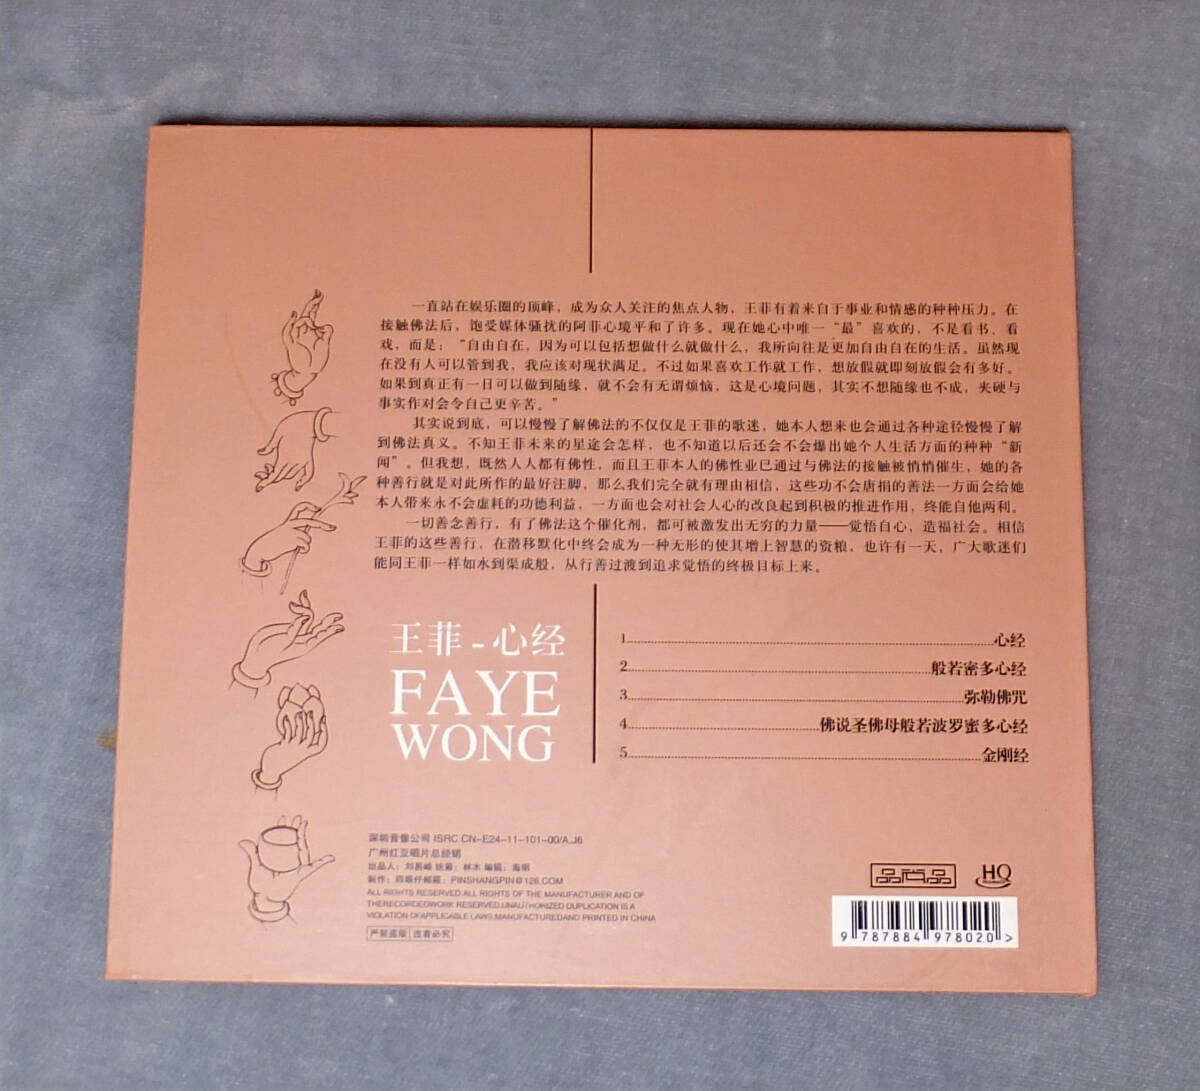 一直站在娱乐圈的顶峰，成为众人关注的焦点人物，王菲有着来自于事业和情感的种种压力。在
接触佛法后，饱受媒体骚扰的阿菲心境平和了许多。现在她心中唯一“最”喜欢的，不是看书、看
戏，而是：“自由自在，因为可以包括想做什么就做什么，我所向往是更加自由自在的生活。虽然现
在没有人可以管到我，我应该对现状满足。不过如果喜欢工作就工作，想放假就即刻放假会有多好。
如果到真正有一日可以做到随缘，就不会有无谓烦恼，这是心境问题，其实不想随缘也不成，夹硬与
事实作对会令自己更辛苦。”
其实说到底，可以慢慢了解佛法的不仅仅是王菲的歌迷，她本人想来也会通过各种途径慢慢了解
到佛法真义。不知王菲未来的星途会怎样，也不知道以后还会不会爆出她个人生活方面的种种“新
闻”。但我想，既然人人都有佛性，而且王菲本人的佛性业已通过与佛法的接触被悄悄催生，她的各
种善行就是对此所作的最好注脚，那么我们完全就有理由相信，这些功不会唐捐的善法一方面会给她
本人带来永不会虚耗的功德利益，一方面也会对社会人心的改良起到积极的推进作用，终能自他两利。
一切善念善行，有了佛法这个催化剂，都可被激发出无穷的力量——觉悟自心，造福社会。相信
王菲的这些善行，在潜移默化中终会成为一种无形的使其增上智慧的资粮，也许有一天，广大歌迷们
能同王菲一样如水到渠成般，从行善过渡到追求觉悟的终极目标上来。
王菲-心经
FAYE
WONG
1 心经
2 般若密多心经
3 弥勒佛咒
4 佛说圣佛母般若波罗蜜多心经
5 金刚经
深圳音像公司 ISRC CN-E24-11-101-00/A.J6
广州红豆唱片总经销
出品人：刘易峰 统筹：林木 编辑：海明
制作：四眼仔邮箱：PINSHANGPIN@126.COM
ALL RIGHTS RESERVED.ALL RIGHTS OF THE MANUFACTURER.AND OF
THERECORDEDWORK RESERVED.UNAUTHORIZED DUPLICATION IS A
VIOLATION OFAPPLICABLE LAWS.MANUFACTUREDAND PRINTED IN CHINA
严禁盗版 违者必究
HQ
9 787884 978020 >